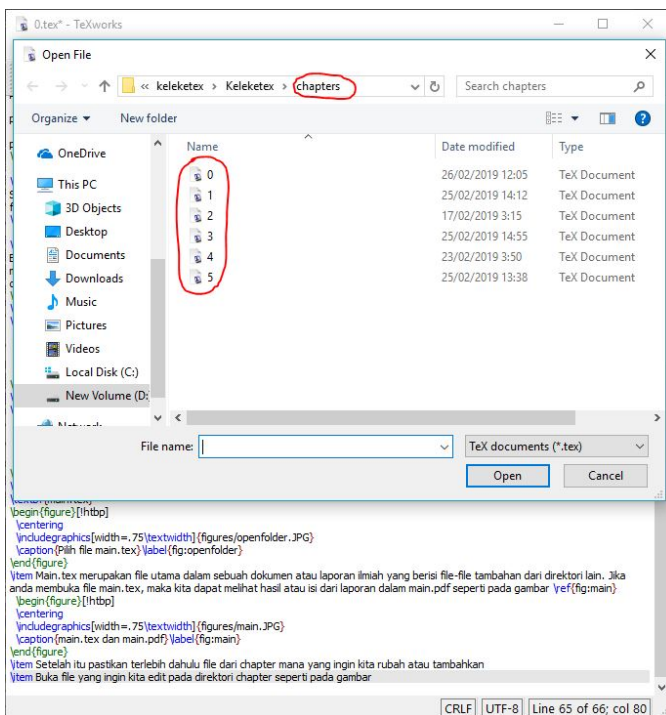 0.tex* - TeXworks
Open File
« keleketex > Keleketex > chapters
Search chapters
Organize
New folder
OneDrive
This PC
3D Objects
Desktop
Documents
Downloads
Music
Pictures
Videos
Local Disk (C:)
New Volume (D:
Name Date modified Type
0 26/02/2019 12:05 TeX Document
1 25/02/2019 14:12 TeX Document
2 17/02/2019 3:15 TeX Document
3 25/02/2019 14:55 TeX Document
4 23/02/2019 3:50 TeX Document
5 25/02/2019 13:38 TeX Document
File name:
TeX documents (*.tex)
Open Cancel
\begin{figure}[!htbp]
\centering
\includegraphics[width=.75\textwidth]{figures/openfolder.JPG}
\caption{Pilih file main.tex}\label{fig:openfolder}
\end{figure}
\item Main.tex merupakan file utama dalam sebuah dokumen atau laporan ilmiah yang berisi file-file tambahan dari direktori lain. Jika
anda membuka file main.tex, maka kita dapat melihat hasil atau isi dari laporan dalam main.pdf seperti pada gambar \ref{fig:main}
\begin{figure}[!htbp]
\centering
\includegraphics[width=.75\textwidth]{figures/main.JPG}
\caption{main.tex dan main.pdf}\label{fig:main}
\end{figure}
\item Setelah itu pastikan terlebih dahulu file dari chapter mana yang ingin kita rubah atau tambahkan
\item Buka file yang ingin kita edit pada direktori chapter seperti pada gambar
CRLF UTF-8 Line 65 of 66; col 80